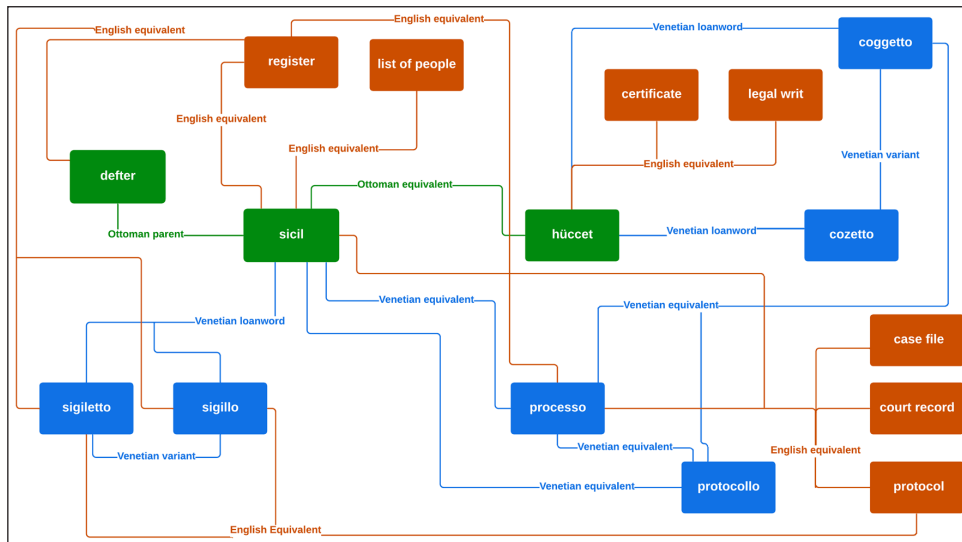 English equivalent
Venetian loanword
coggetto
English equivalent
register
list of people
certificate
legal writ
English equivalent
English equivalent
Venetian variant
English equivalent
defter
Ottoman equivalent
Ottoman parent
sicil
hüccet
Venetian loanword
cozetto
Venetian equivalent
Venetian equivalent
Venetian loanword
case file
sigiletto
sigillo
processo
court record
Venetian variant
Venetian equivalent
English equivalent
Venetian equivalent
protocollo
protocol
English Equivalent